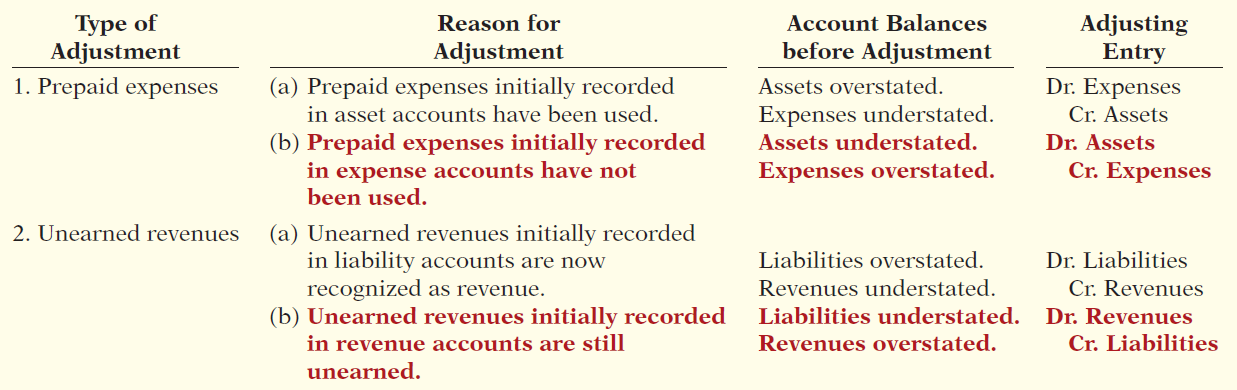 Type of Adjustment Reason for Adjustment Account Balances before Adjustment Adjusting Entry
1. Prepaid expenses (a) Prepaid expenses initially recorded Assets overstated. Dr. Expenses
in asset accounts have been used. Expenses understated. Cr. Assets
(b) Prepaid expenses initially recorded Assets understated. Dr. Assets
in expense accounts have not Expenses overstated. Cr. Expenses
been used.
2. Unearned revenues (a) Unearned revenues initially recorded
in liability accounts are now Liabilities overstated. Dr. Liabilities
recognized as revenue. Revenues understated. Cr. Revenues
(b) Unearned revenues initially recorded Liabilities understated. Dr. Revenues
in revenue accounts are still Revenues overstated. Cr. Liabilities
unearned.